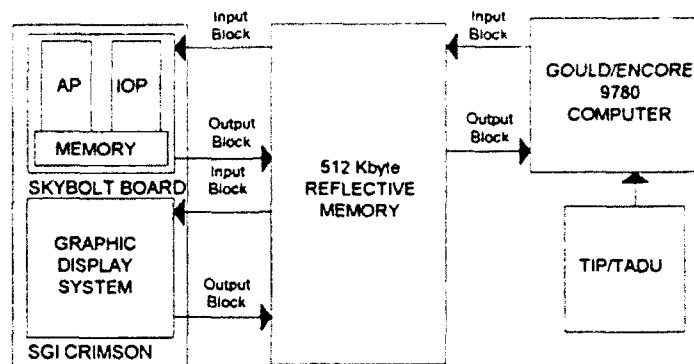 Input
Block
AP
IOP
MEMORY
SKYBOLT BOARD
Output
Block
Input
Block
GRAPHIC
DISPLAY
SYSTEM
Output
Block
SGI CRIMSON
512 Kbyte
REFLECTIVE
MEMORY
Input
Block
Output
Block
GOULD/ENCORE
9780
COMPUTER
TIP/TADU